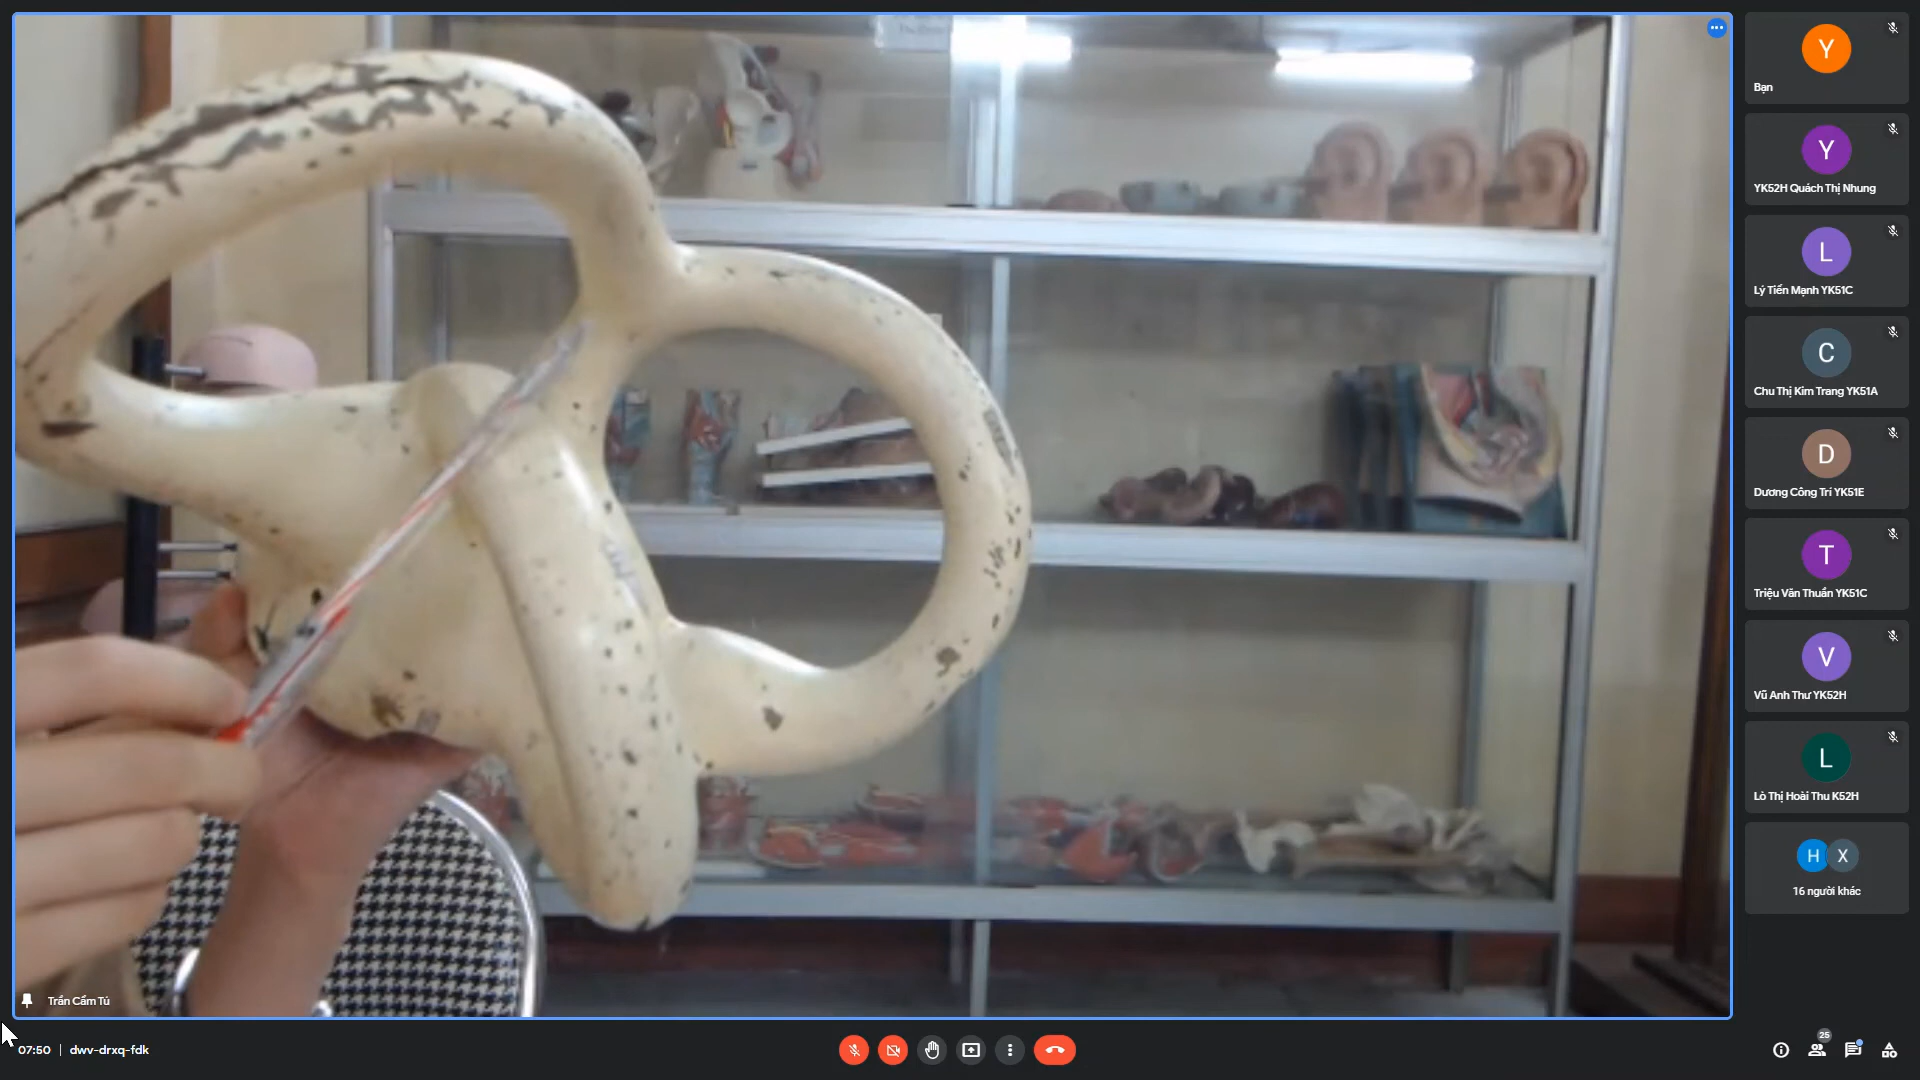 Y
Bạn
Y
YK52H Quách Thị Nhung
L
Lý Tiến Mạnh YK51C
C
Chu Thị Kim Trang YK51A
D
Dương Công Trí YK51E
T
Triệu Văn Thuần YK51C
V
Vũ Anh Thư YK52H
L
Lò Thị Hoài Thu K52H
H X
16 người khác
Trần Cẩm Tú
07:50 | dwv-drxq-fdk
25